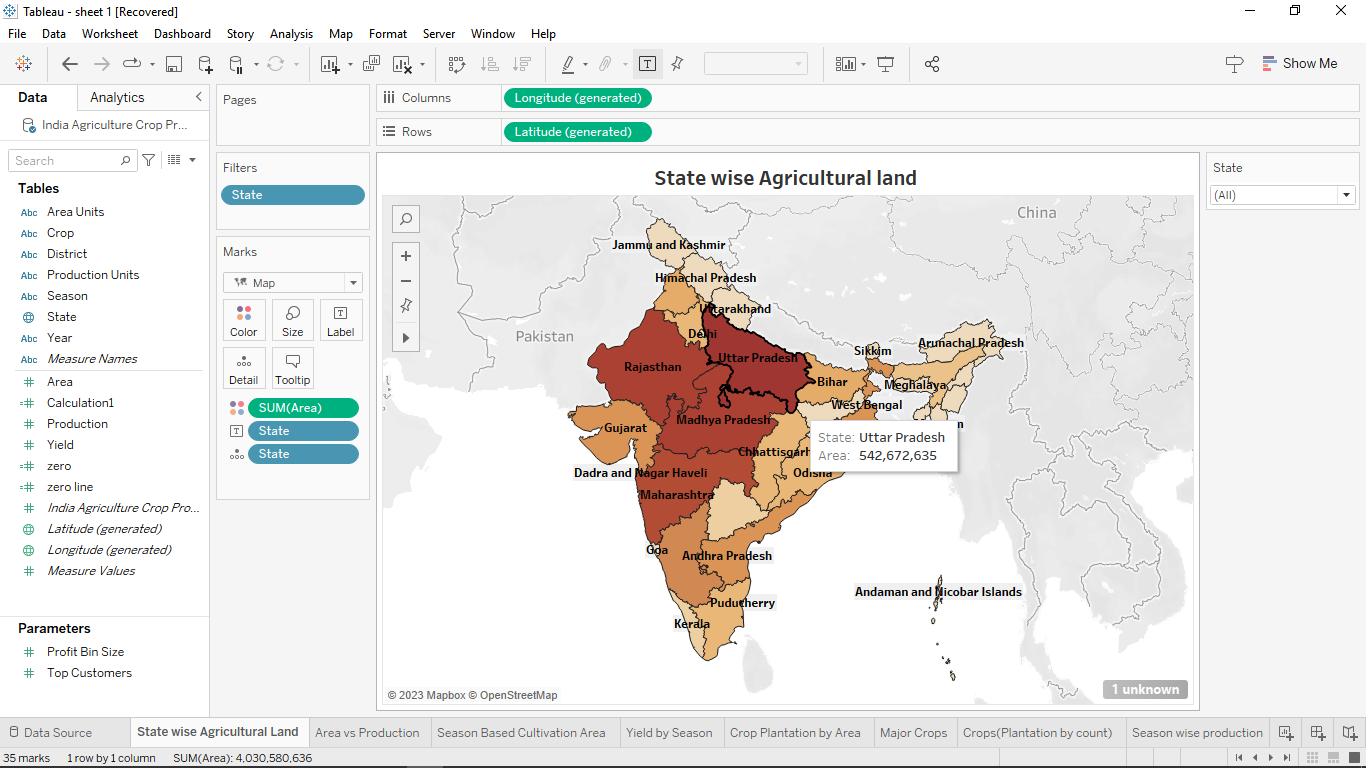 Tableau - sheet 1 [Recovered]
File Data Worksheet Dashboard Story Analysis Map Format Server Window Help
Show Me
Data Analytics
India Agriculture Crop Pr...
Search
Tables
Abc Area Units
Abc Crop
Abc District
Abc Production Units
Abc Season
State
Abc Year
Abc Measure Names
# Area
=# Calculation1
# Production
# Yield
=# zero
=# zero line
# India Agriculture Crop Pro...
Latitude (generated)
Longitude (generated)
# Measure Values
Parameters
# Profit Bin Size
# Top Customers
Pages
Filters
State
Marks
Map
Color Size Label
Detail Tooltip
SUM(Area)
State
State
Columns Longitude (generated)
Rows Latitude (generated)
State wise Agricultural land
China
Jammu and Kashmir
Himachal Pradesh
Uttarakhand
Pakistan
Delhi
Arunachal Pradesh
Sikkim
Uttar Pradesh
Rajasthan
Bihar
Meghalaya
West Bengal
Madhya Pradesh
Gujarat
State: Uttar Pradesh
Area: 542,672,635
Chhattisgarh
Dadra and Nagar Haveli
Odisha
Maharashtra
Goa
Andhra Pradesh
Andaman and Nicobar Islands
Puducherry
Kerala
© 2023 Mapbox © OpenStreetMap
1 unknown
State
(All)
Data Source State wise Agricultural Land Area vs Production Season Based Cultivation Area Yield by Season Crop Plantation by Area Major Crops Crops(Plantation by count) Season wise production
35 marks 1 row by 1 column SUM(Area): 4,030,580,636